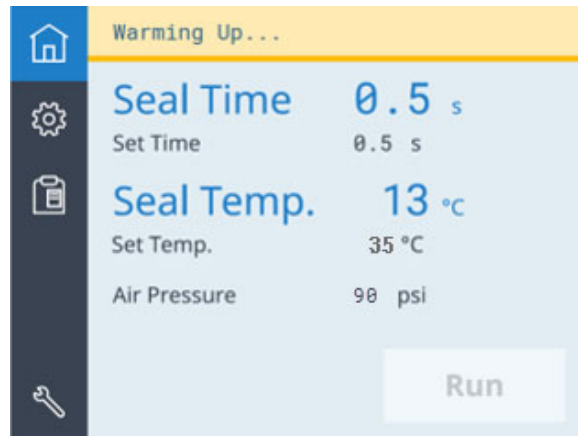 Warming Up...
Seal Time 0.5 s
Set Time 0.5 s
Seal Temp. 13 °C
Set Temp. 35 °C
Air Pressure 90 psi
Run